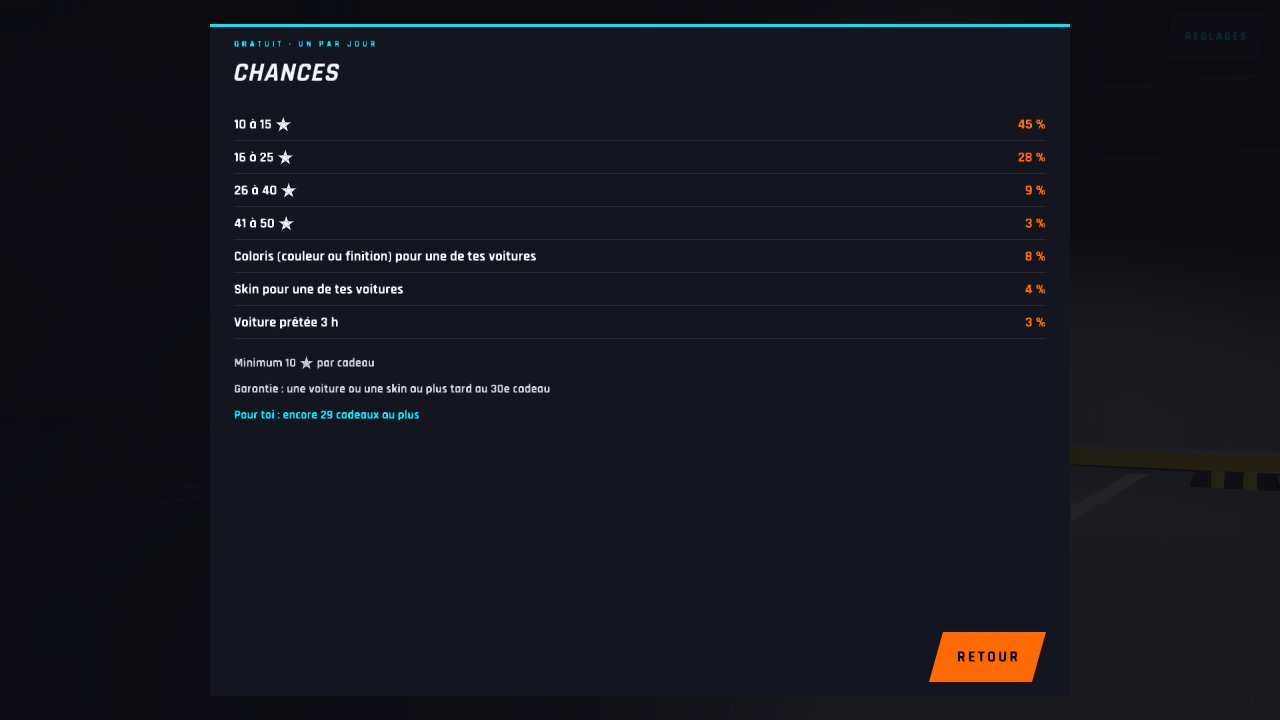 GRATUIT · UN PAR JOUR
RÉGLAGES
CHANCES
10 à 15 ★ 45 %
16 à 25 ★ 28 %
26 à 40 ★ 9 %
41 à 50 ★ 3 %
Coloris (couleur ou finition) pour une de tes voitures 8 %
Skin pour une de tes voitures 4 %
Voiture prêtée 3 h 3 %
Minimum 10 ★ par cadeau
Garantie : une voiture ou une skin au plus tard au 30e cadeau
Pour toi : encore 29 cadeaux au plus
RETOUR